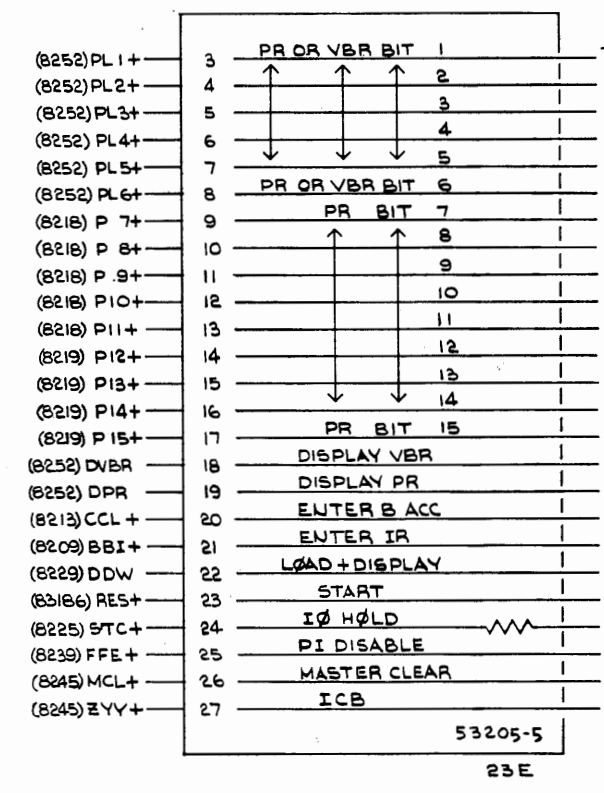 (8252) PL1+ 3 PR OR VBR BIT 1
(8252) PL2+ 4 2
(8252) PL3+ 5 3
(8252) PL4+ 6 4
(8252) PL5+ 7 5
(8252) PL6+ 8 PR OR VBR BIT 6
(8218) P 7+ 9 PR BIT 7
(8218) P 8+ 10 8
(8218) P .9+ 11 9
(8218) P10+ 12 10
(8218) P11+ 13 11
(8219) P12+ 14 12
(8219) P13+ 15 13
(8219) P14+ 16 14
(8219) P15+ 17 PR BIT 15
(8252) DVBR 18 DISPLAY VBR
(8252) DPR 19 DISPLAY PR
(8213) CCL + 20 ENTER B ACC
(8209) BBI+ 21 ENTER IR
(8229) DDW 22 LØAD + DISPLAY
(83186) RES+ 23 START
(8225) STC+ 24 IØ HØLD
(8239) FFE+ 25 PI DISABLE
(8245) MCL+ 26 MASTER CLEAR
(8245) ZYY+ 27 ICB
53205-5
23E